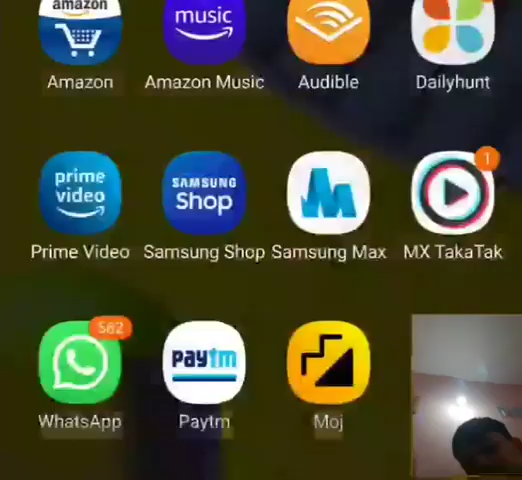 amazon
music
Amazon
Amazon Music
Audible
Dailyhunt
prime
video
SAMSUNG
Shop
1
Prime Video
Samsung Shop
Samsung Max
MX TakaTak
582
paytm
WhatsApp
Paytm
Moj